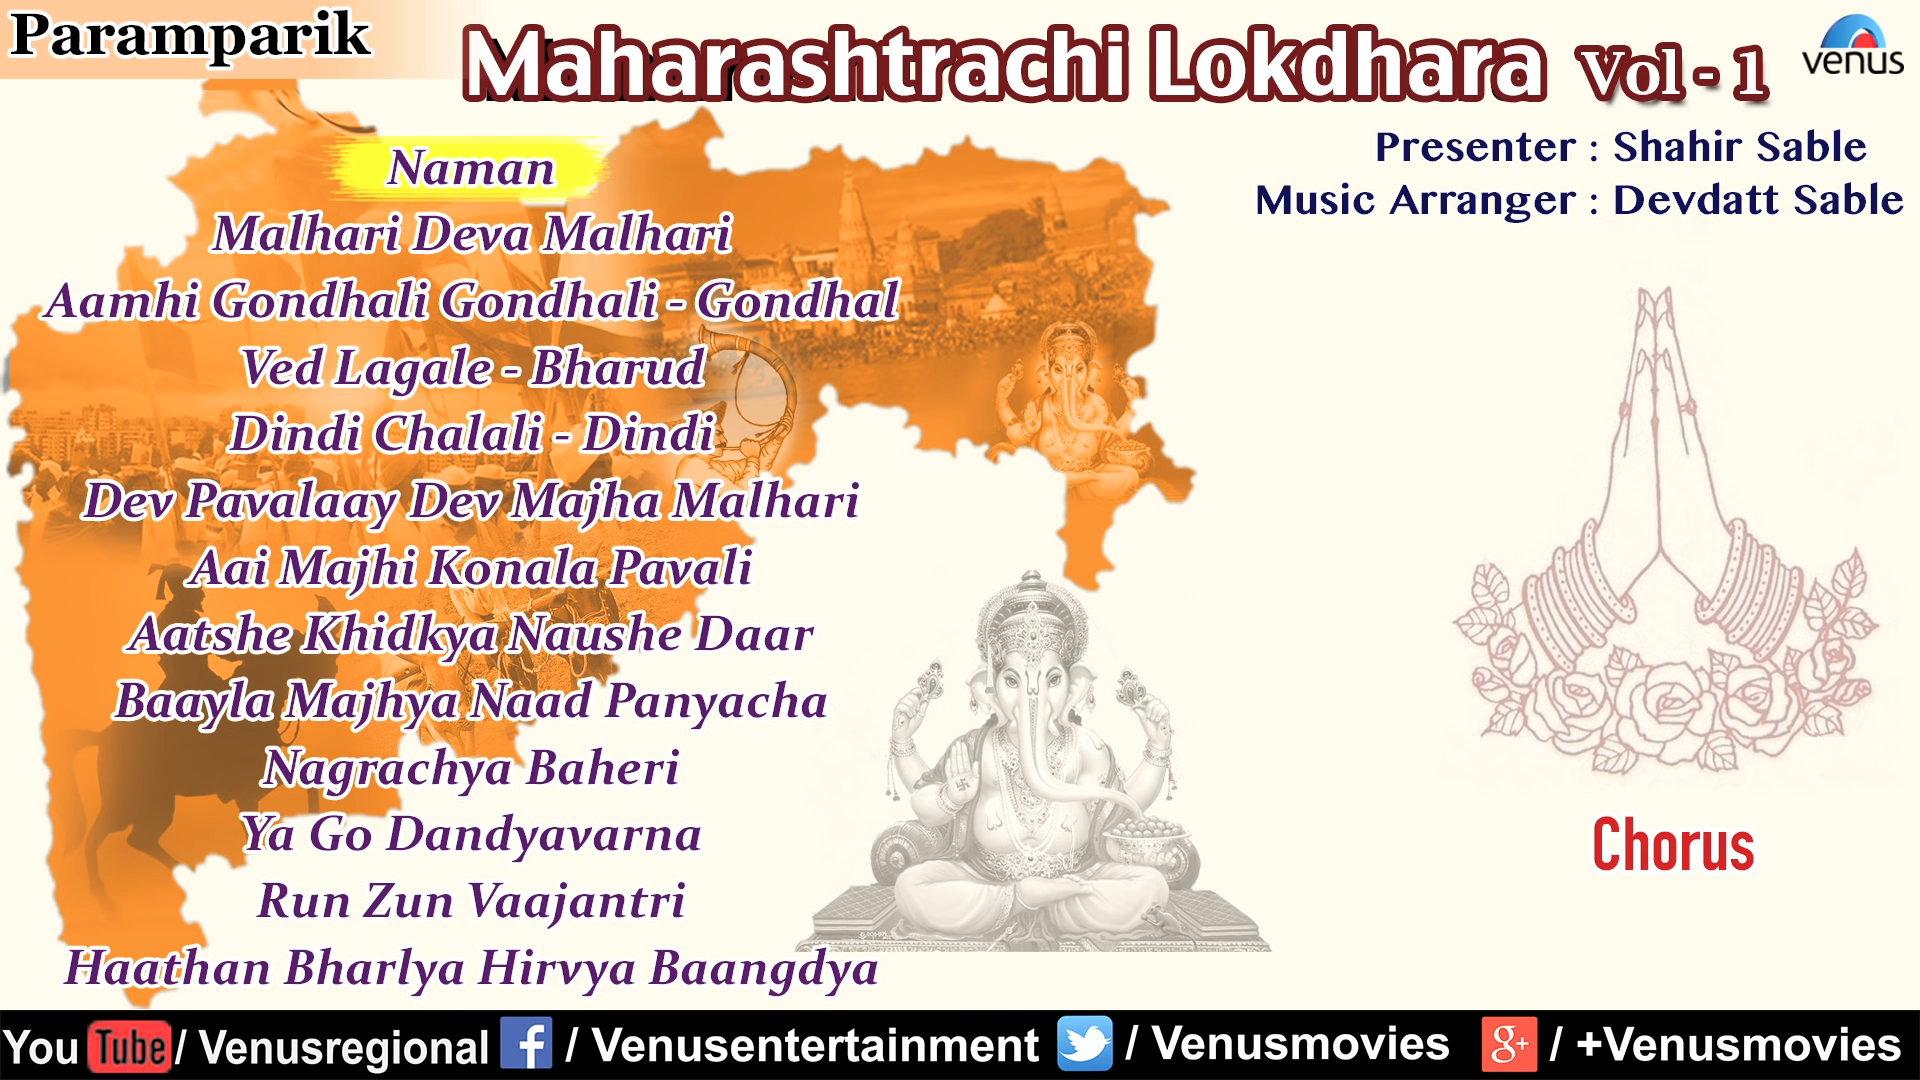 Paramparik
Maharashtrachi Lokdhara Vol - 1
venus
Presenter : Shahir Sable
Music Arranger : Devdatt Sable
Naman
Malhari Deva Malhari
Aamhi Gondhali Gondhali - Gondhal
Ved Lagale - Bharud
Dindi Chalali - Dindi
Dev Pavalaay Dev Majha Malhari
Aai Majhi Konala Pavali
Aatshe Khidkya Naushe Daar
Baayla Majhya Naad Panyacha
Nagrachya Baheri
Ya Go Dandyavarna
Run Zun Vaajantri
Haathan Bharlya Hirvya Baangdya
Chorus
You Tube / Venusregional f / Venusentertainment / Venusmovies g+ / +Venusmovies